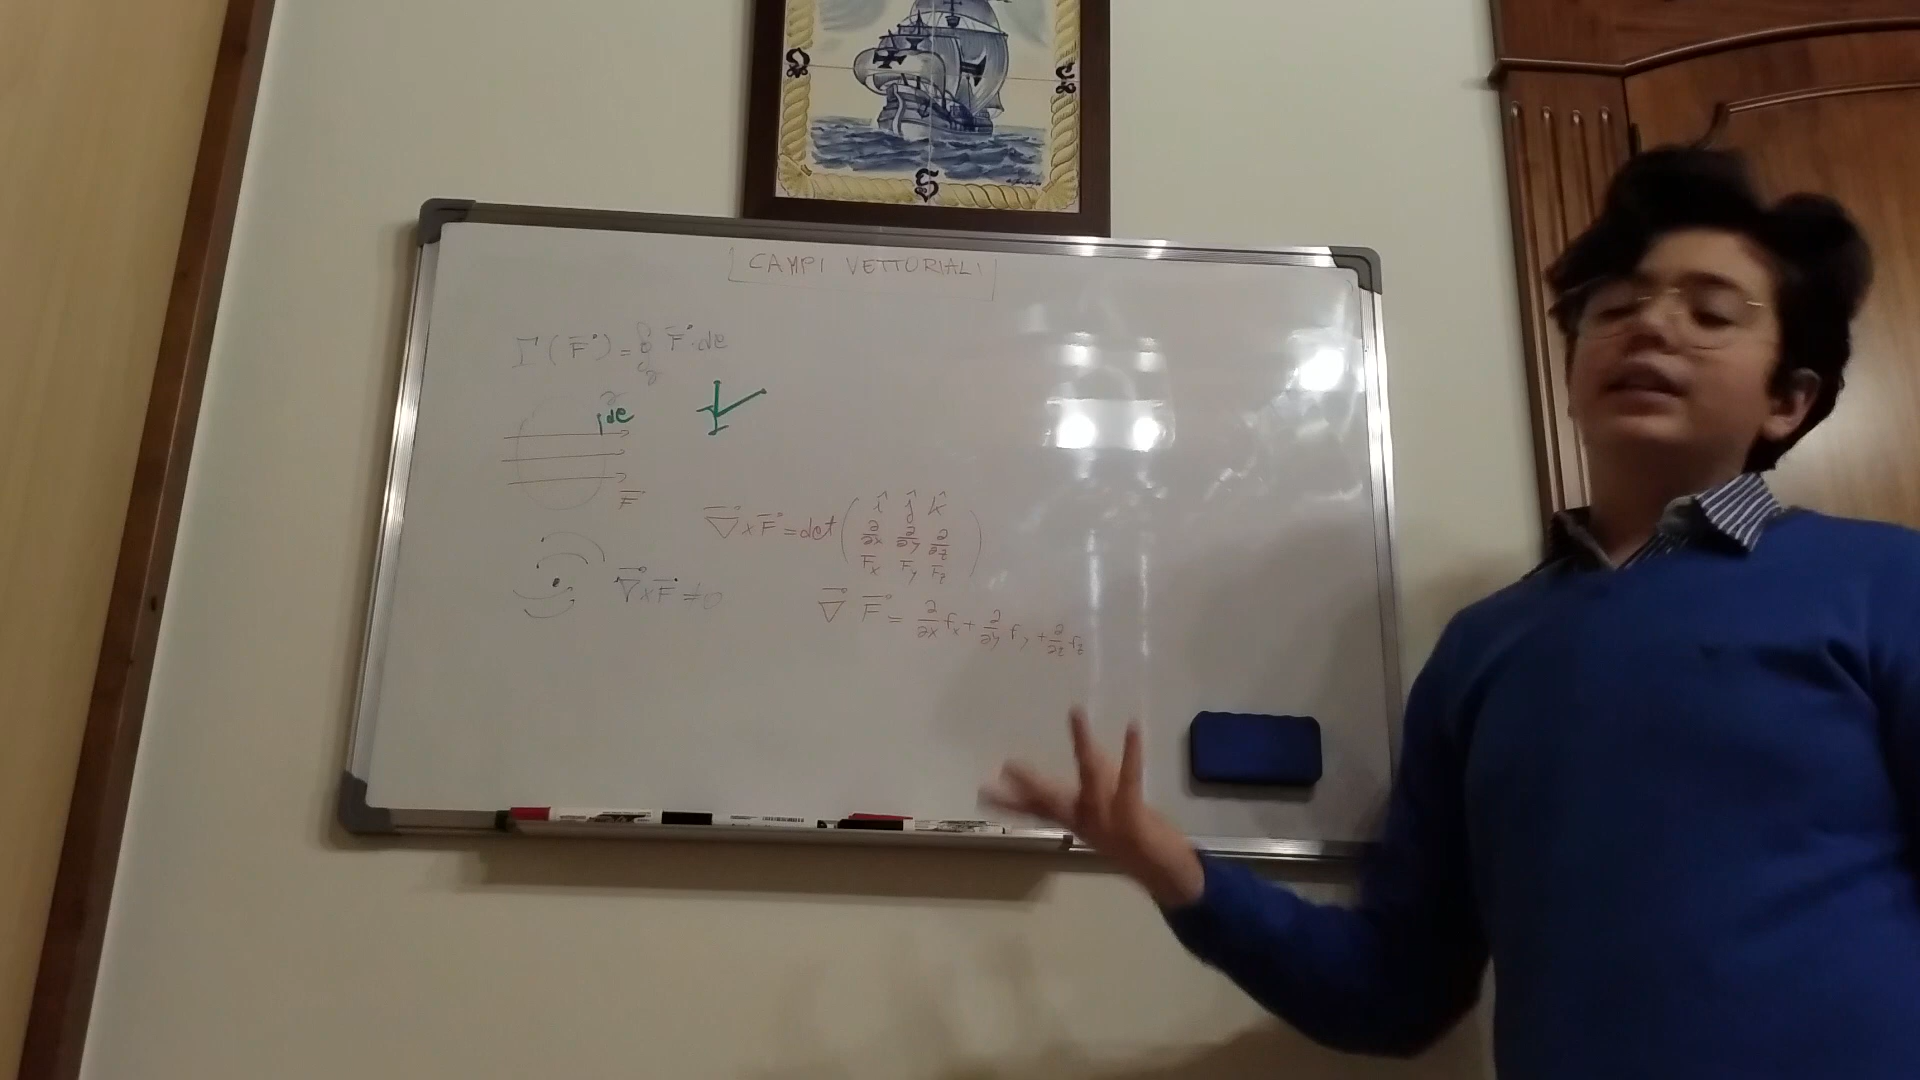 CAMPI VETTORIALI
Γ(F⃗) = ∮ F⃗·dℓ
γ
dℓ
F⃗
∇⃗×F⃗ = det ( î ĵ k̂
∂/∂x ∂/∂y ∂/∂z
Fx Fy Fz )
∇⃗×F⃗ ≠ 0
∇⃗ F⃗ = ∂/∂x fx + ∂/∂y fy + ∂/∂z fz
S